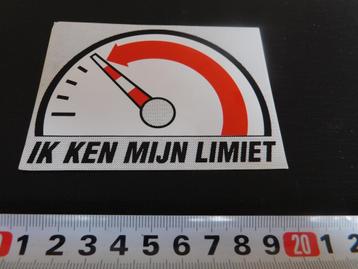 IK KEN MIJN LIMIET
1 2 3 4 5 6 7 8 9 20 1 2